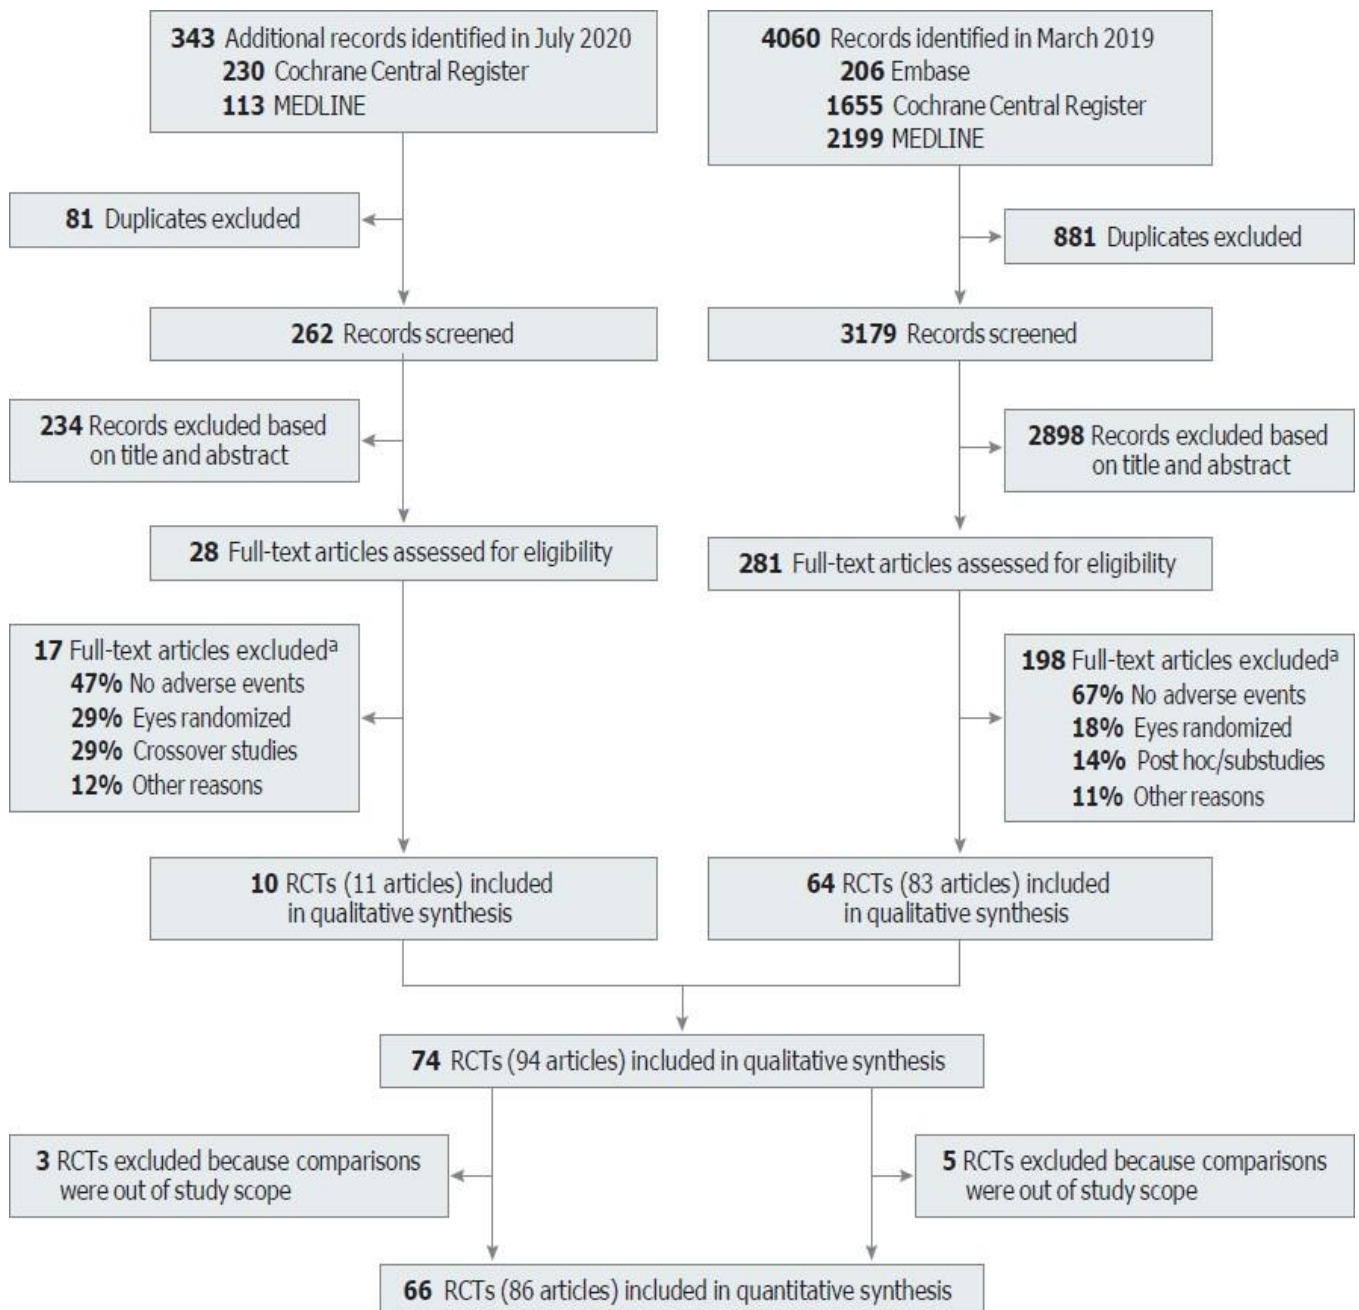 343 Additional records identified in July 2020
230 Cochrane Central Register
113 MEDLINE
4060 Records identified in March 2019
206 Embase
1655 Cochrane Central Register
2199 MEDLINE
81 Duplicates excluded
881 Duplicates excluded
262 Records screened
3179 Records screened
234 Records excluded based
on title and abstract
2898 Records excluded based
on title and abstract
28 Full-text articles assessed for eligibility
281 Full-text articles assessed for eligibility
17 Full-text articles excludedᵃ
47% No adverse events
29% Eyes randomized
29% Crossover studies
12% Other reasons
198 Full-text articles excludedᵃ
67% No adverse events
18% Eyes randomized
14% Post hoc/substudies
11% Other reasons
10 RCTs (11 articles) included
in qualitative synthesis
64 RCTs (83 articles) included
in qualitative synthesis
74 RCTs (94 articles) included in qualitative synthesis
3 RCTs excluded because comparisons
were out of study scope
5 RCTs excluded because comparisons
were out of study scope
66 RCTs (86 articles) included in quantitative synthesis